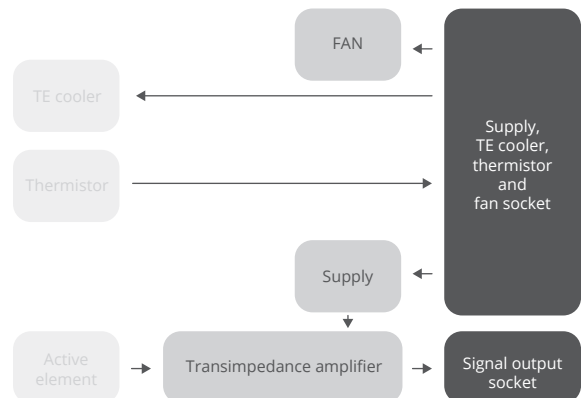 FAN
TE cooler
Supply,
TE cooler,
thermistor
and
fan socket
Thermistor
Supply
Active
element
Transimpedance amplifier
Signal output
socket